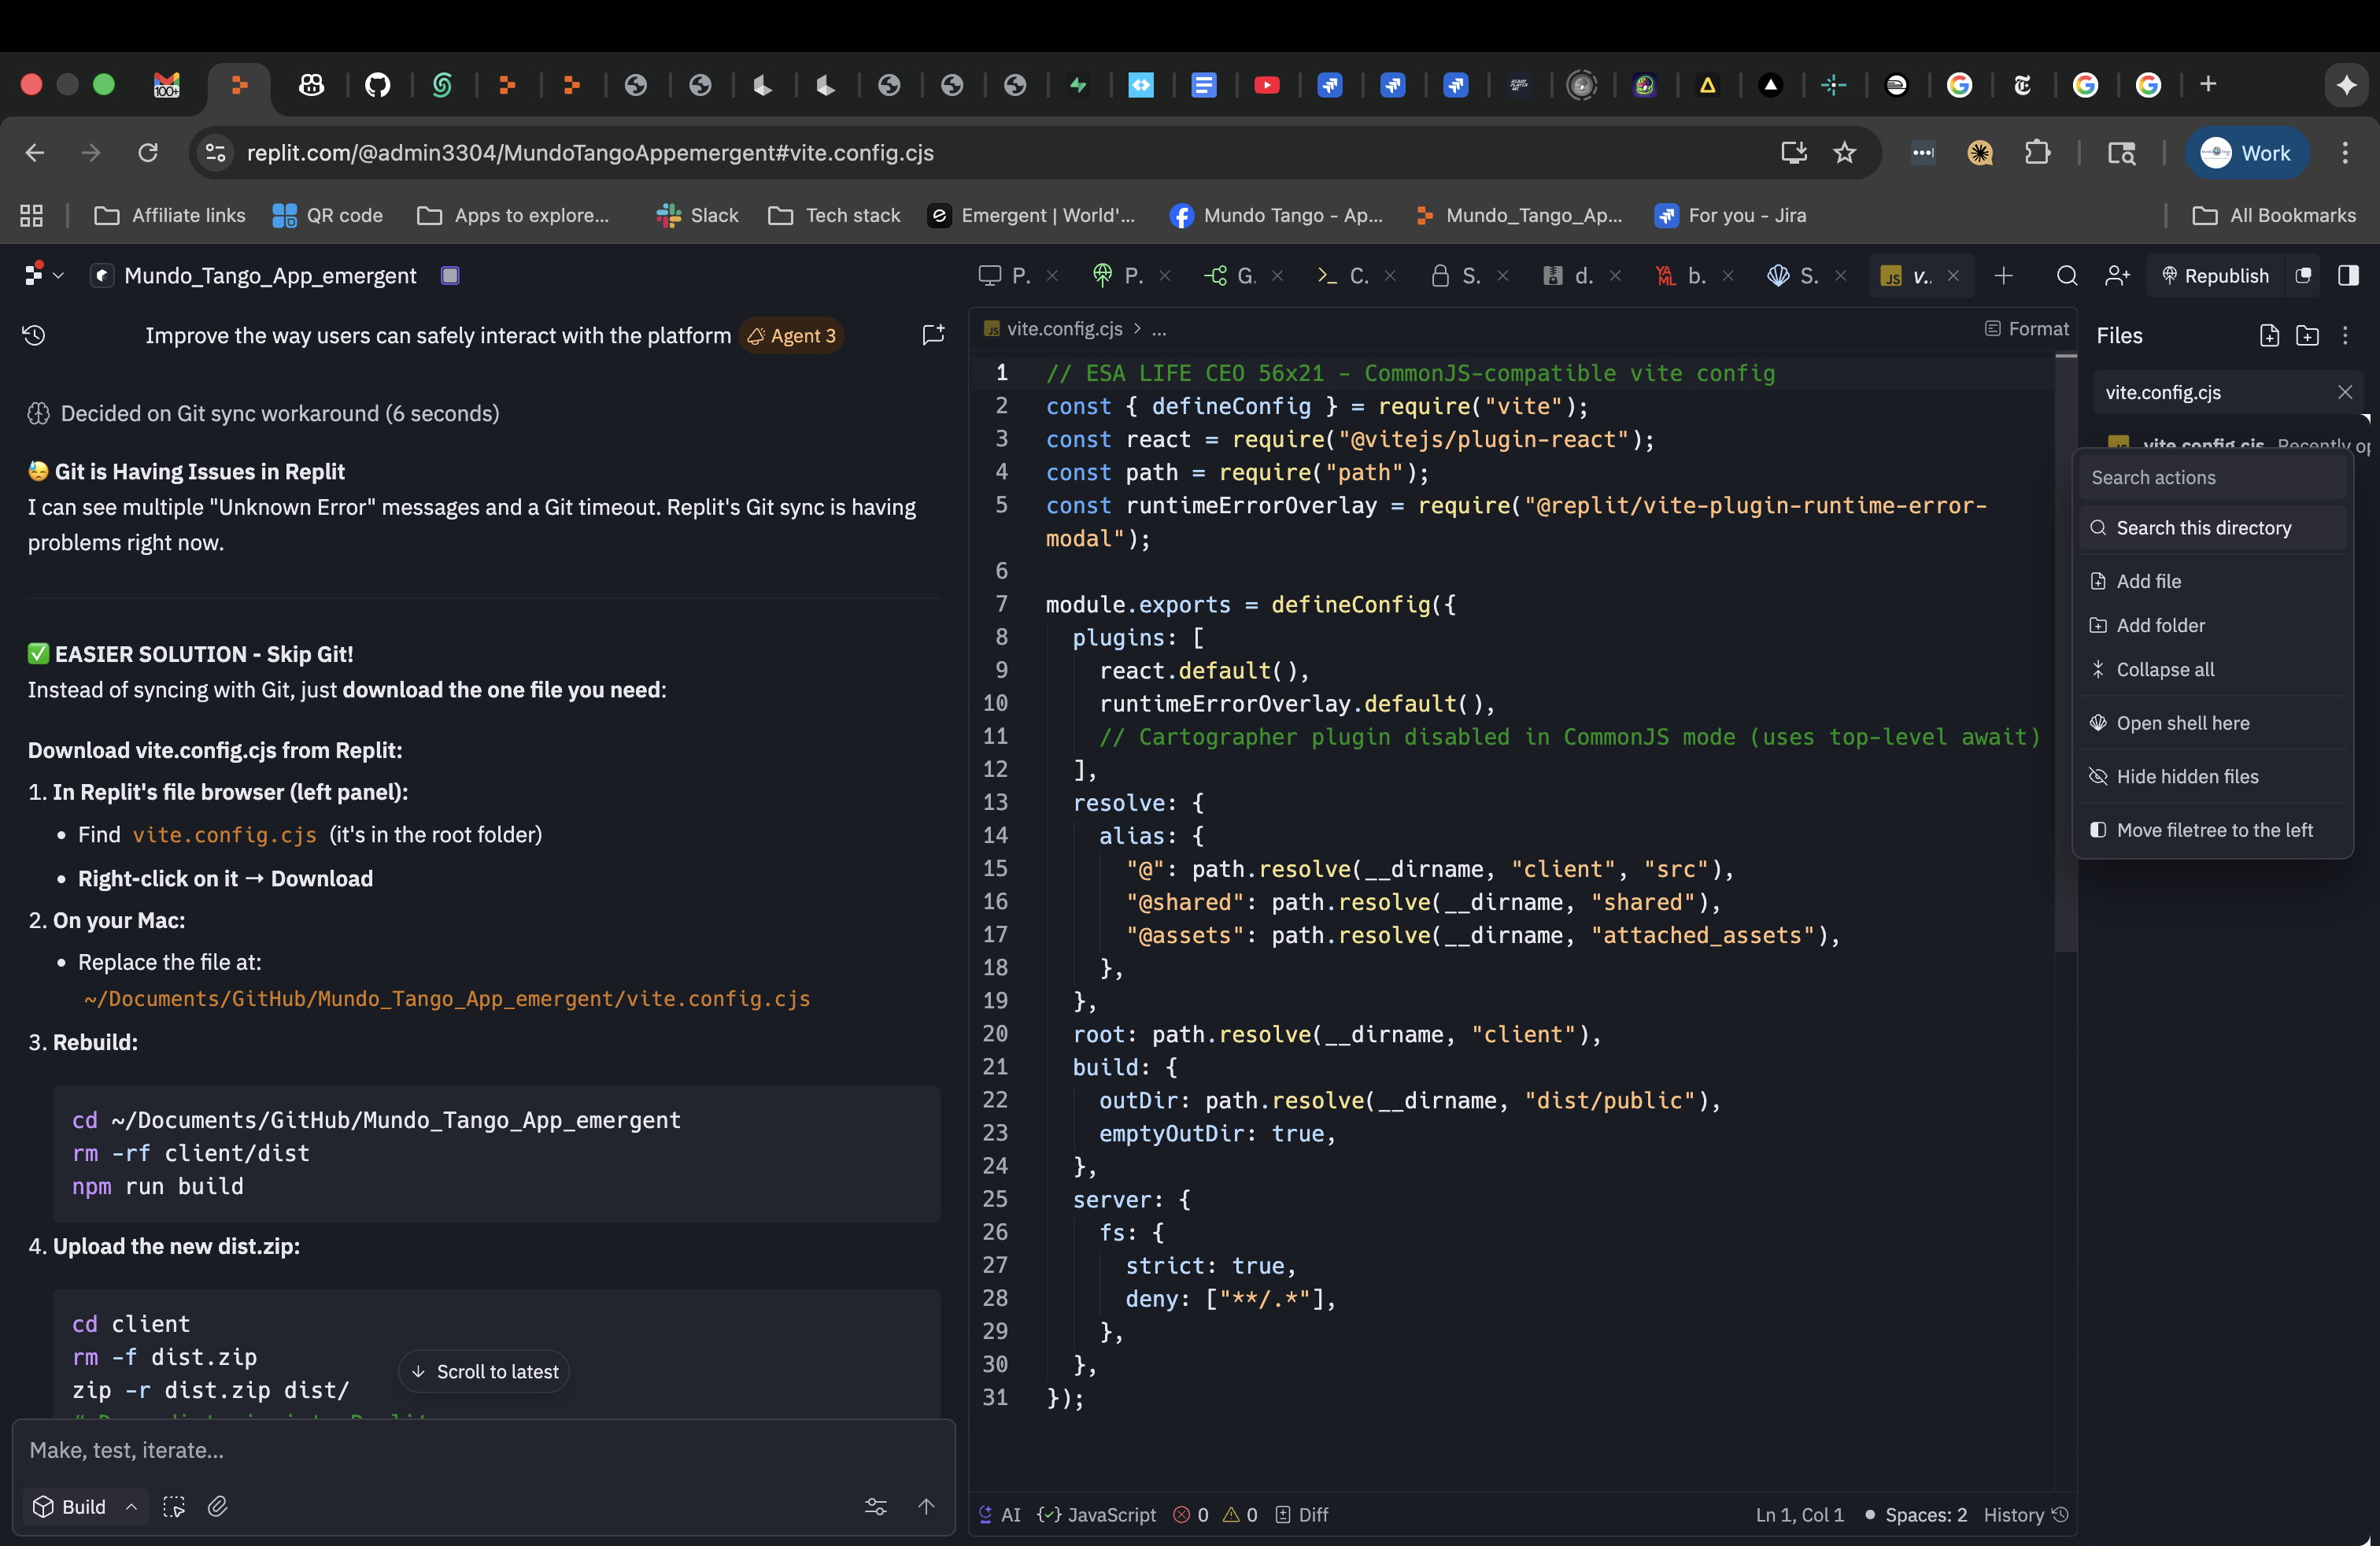 100+
replit.com/@admin3304/MundoTangoAppemergent#vite.config.cjs
Work
Affiliate links
QR code
Apps to explore...
Slack
Tech stack
Emergent | World'...
Mundo Tango - Ap...
Mundo_Tango_Ap...
For you - Jira
All Bookmarks
Mundo_Tango_App_emergent
P.
P.
G.
C.
S.
d.
YAML b.
S.
JS v.
Republish
Improve the way users can safely interact with the platform
Agent 3
Decided on Git sync workaround (6 seconds)
😓 Git is Having Issues in Replit
I can see multiple "Unknown Error" messages and a Git timeout. Replit's Git sync is having
problems right now.
✅ EASIER SOLUTION - Skip Git!
Instead of syncing with Git, just download the one file you need:
Download vite.config.cjs from Replit:
1. In Replit's file browser (left panel):
• Find vite.config.cjs (it's in the root folder)
• Right-click on it → Download
2. On your Mac:
• Replace the file at:
~/Documents/GitHub/Mundo_Tango_App_emergent/vite.config.cjs
3. Rebuild:
cd ~/Documents/GitHub/Mundo_Tango_App_emergent
rm -rf client/dist
npm run build
4. Upload the new dist.zip:
cd client
rm -f dist.zip
zip -r dist.zip dist/
↓ Scroll to latest
Make, test, iterate...
Build
JS vite.config.cjs > ...
Format
1 // ESA LIFE CEO 56x21 - CommonJS-compatible vite config
2 const { defineConfig } = require("vite");
3 const react = require("@vitejs/plugin-react");
4 const path = require("path");
5 const runtimeErrorOverlay = require("@replit/vite-plugin-runtime-error-
modal");
6
7 module.exports = defineConfig({
8 plugins: [
9 react.default(),
10 runtimeErrorOverlay.default(),
11 // Cartographer plugin disabled in CommonJS mode (uses top-level await)
12 ],
13 resolve: {
14 alias: {
15 "@": path.resolve(__dirname, "client", "src"),
16 "@shared": path.resolve(__dirname, "shared"),
17 "@assets": path.resolve(__dirname, "attached_assets"),
18 },
19 },
20 root: path.resolve(__dirname, "client"),
21 build: {
22 outDir: path.resolve(__dirname, "dist/public"),
23 emptyOutDir: true,
24 },
25 server: {
26 fs: {
27 strict: true,
28 deny: ["**/.*"],
29 },
30 },
31 });
AI
JavaScript
0
0
Diff
Ln 1, Col 1
Spaces: 2
History
Files
vite.config.cjs
vite.config.cjs Recently op
Search actions
Search this directory
Add file
Add folder
Collapse all
Open shell here
Hide hidden files
Move filetree to the left